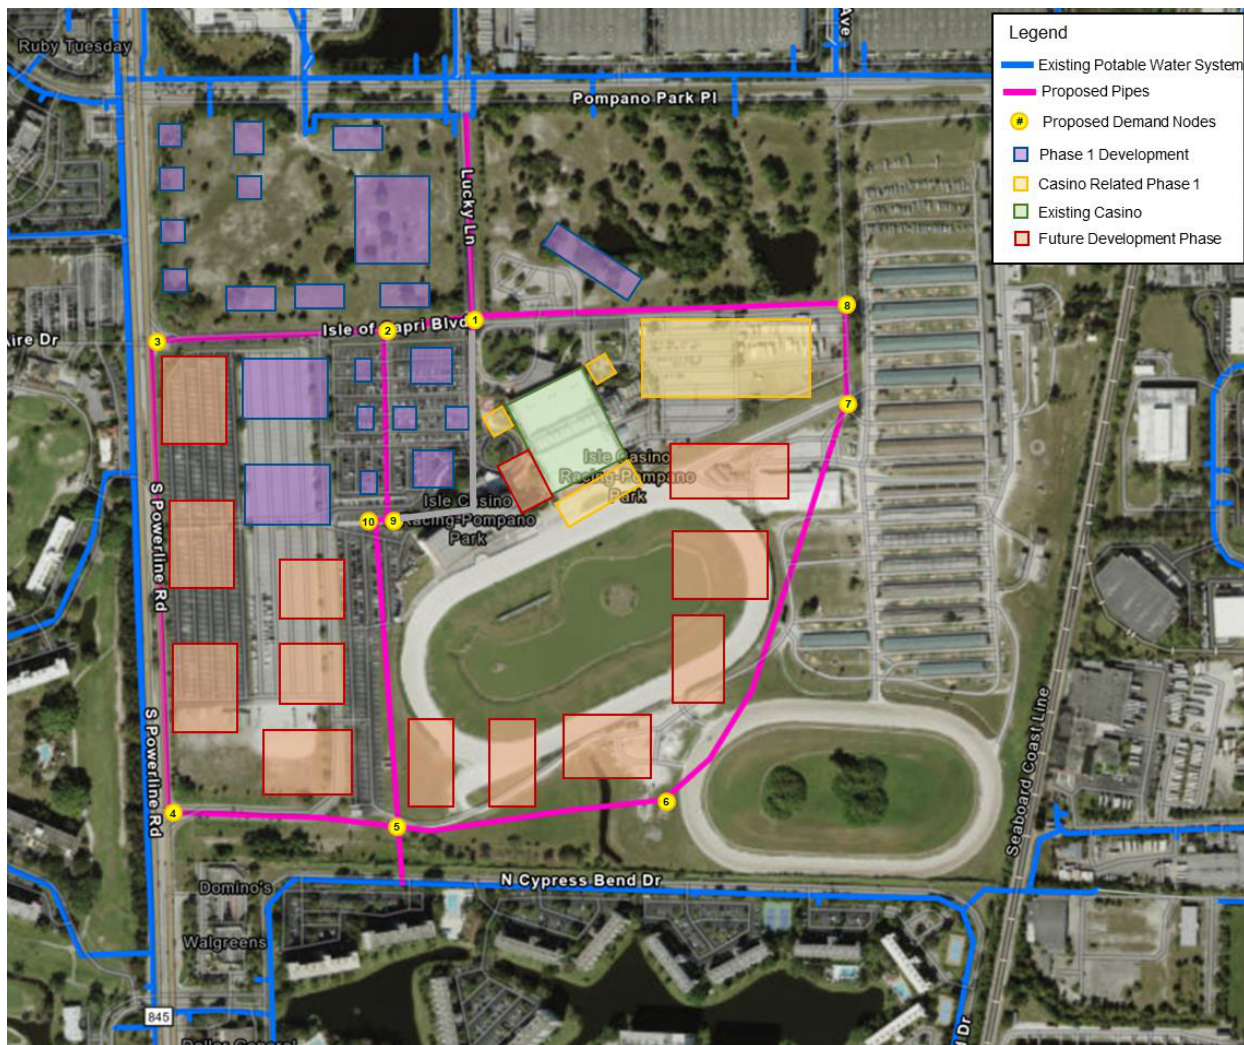 Ruby Tuesday
Ave
Legend
Existing Potable Water System
Proposed Pipes
# Proposed Demand Nodes
Phase 1 Development
Casino Related Phase 1
Existing Casino
Future Development Phase
Pompano Park Pl
Lucky Ln
8
1
Isle of Capri Blvd
2
3
Aire Dr
7
Isle Casino
Racing-Pompano
Park
Isle Casino
Racing-Pompano
Park
10
9
S Powerline Rd
S Powerline Rd
Seaboard Coast Line
4
5
6
N Cypress Bend Dr
Domino's
Walgreens
845
Dollar General
d Dr